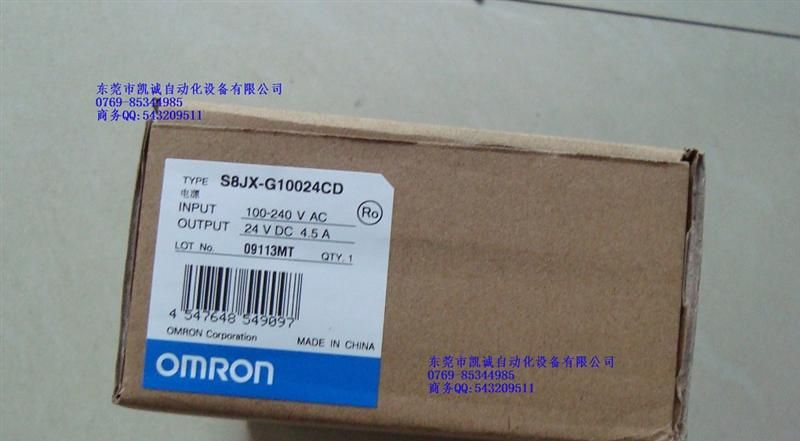 东莞市凯诚自动化设备有限公司
0769-85344985
商务QQ:543209511
TYPE S8JX-G10024CD
电源
INPUT 100-240 V AC
OUTPUT 24 V DC 4.5 A
Ro
LOT No. 09113MT QTY. 1
4 547648 549097
OMRON Corporation MADE IN CHINA
OMRON
东莞市凯诚自动化设备有限公司
0769-85344985
商务QQ:543209511